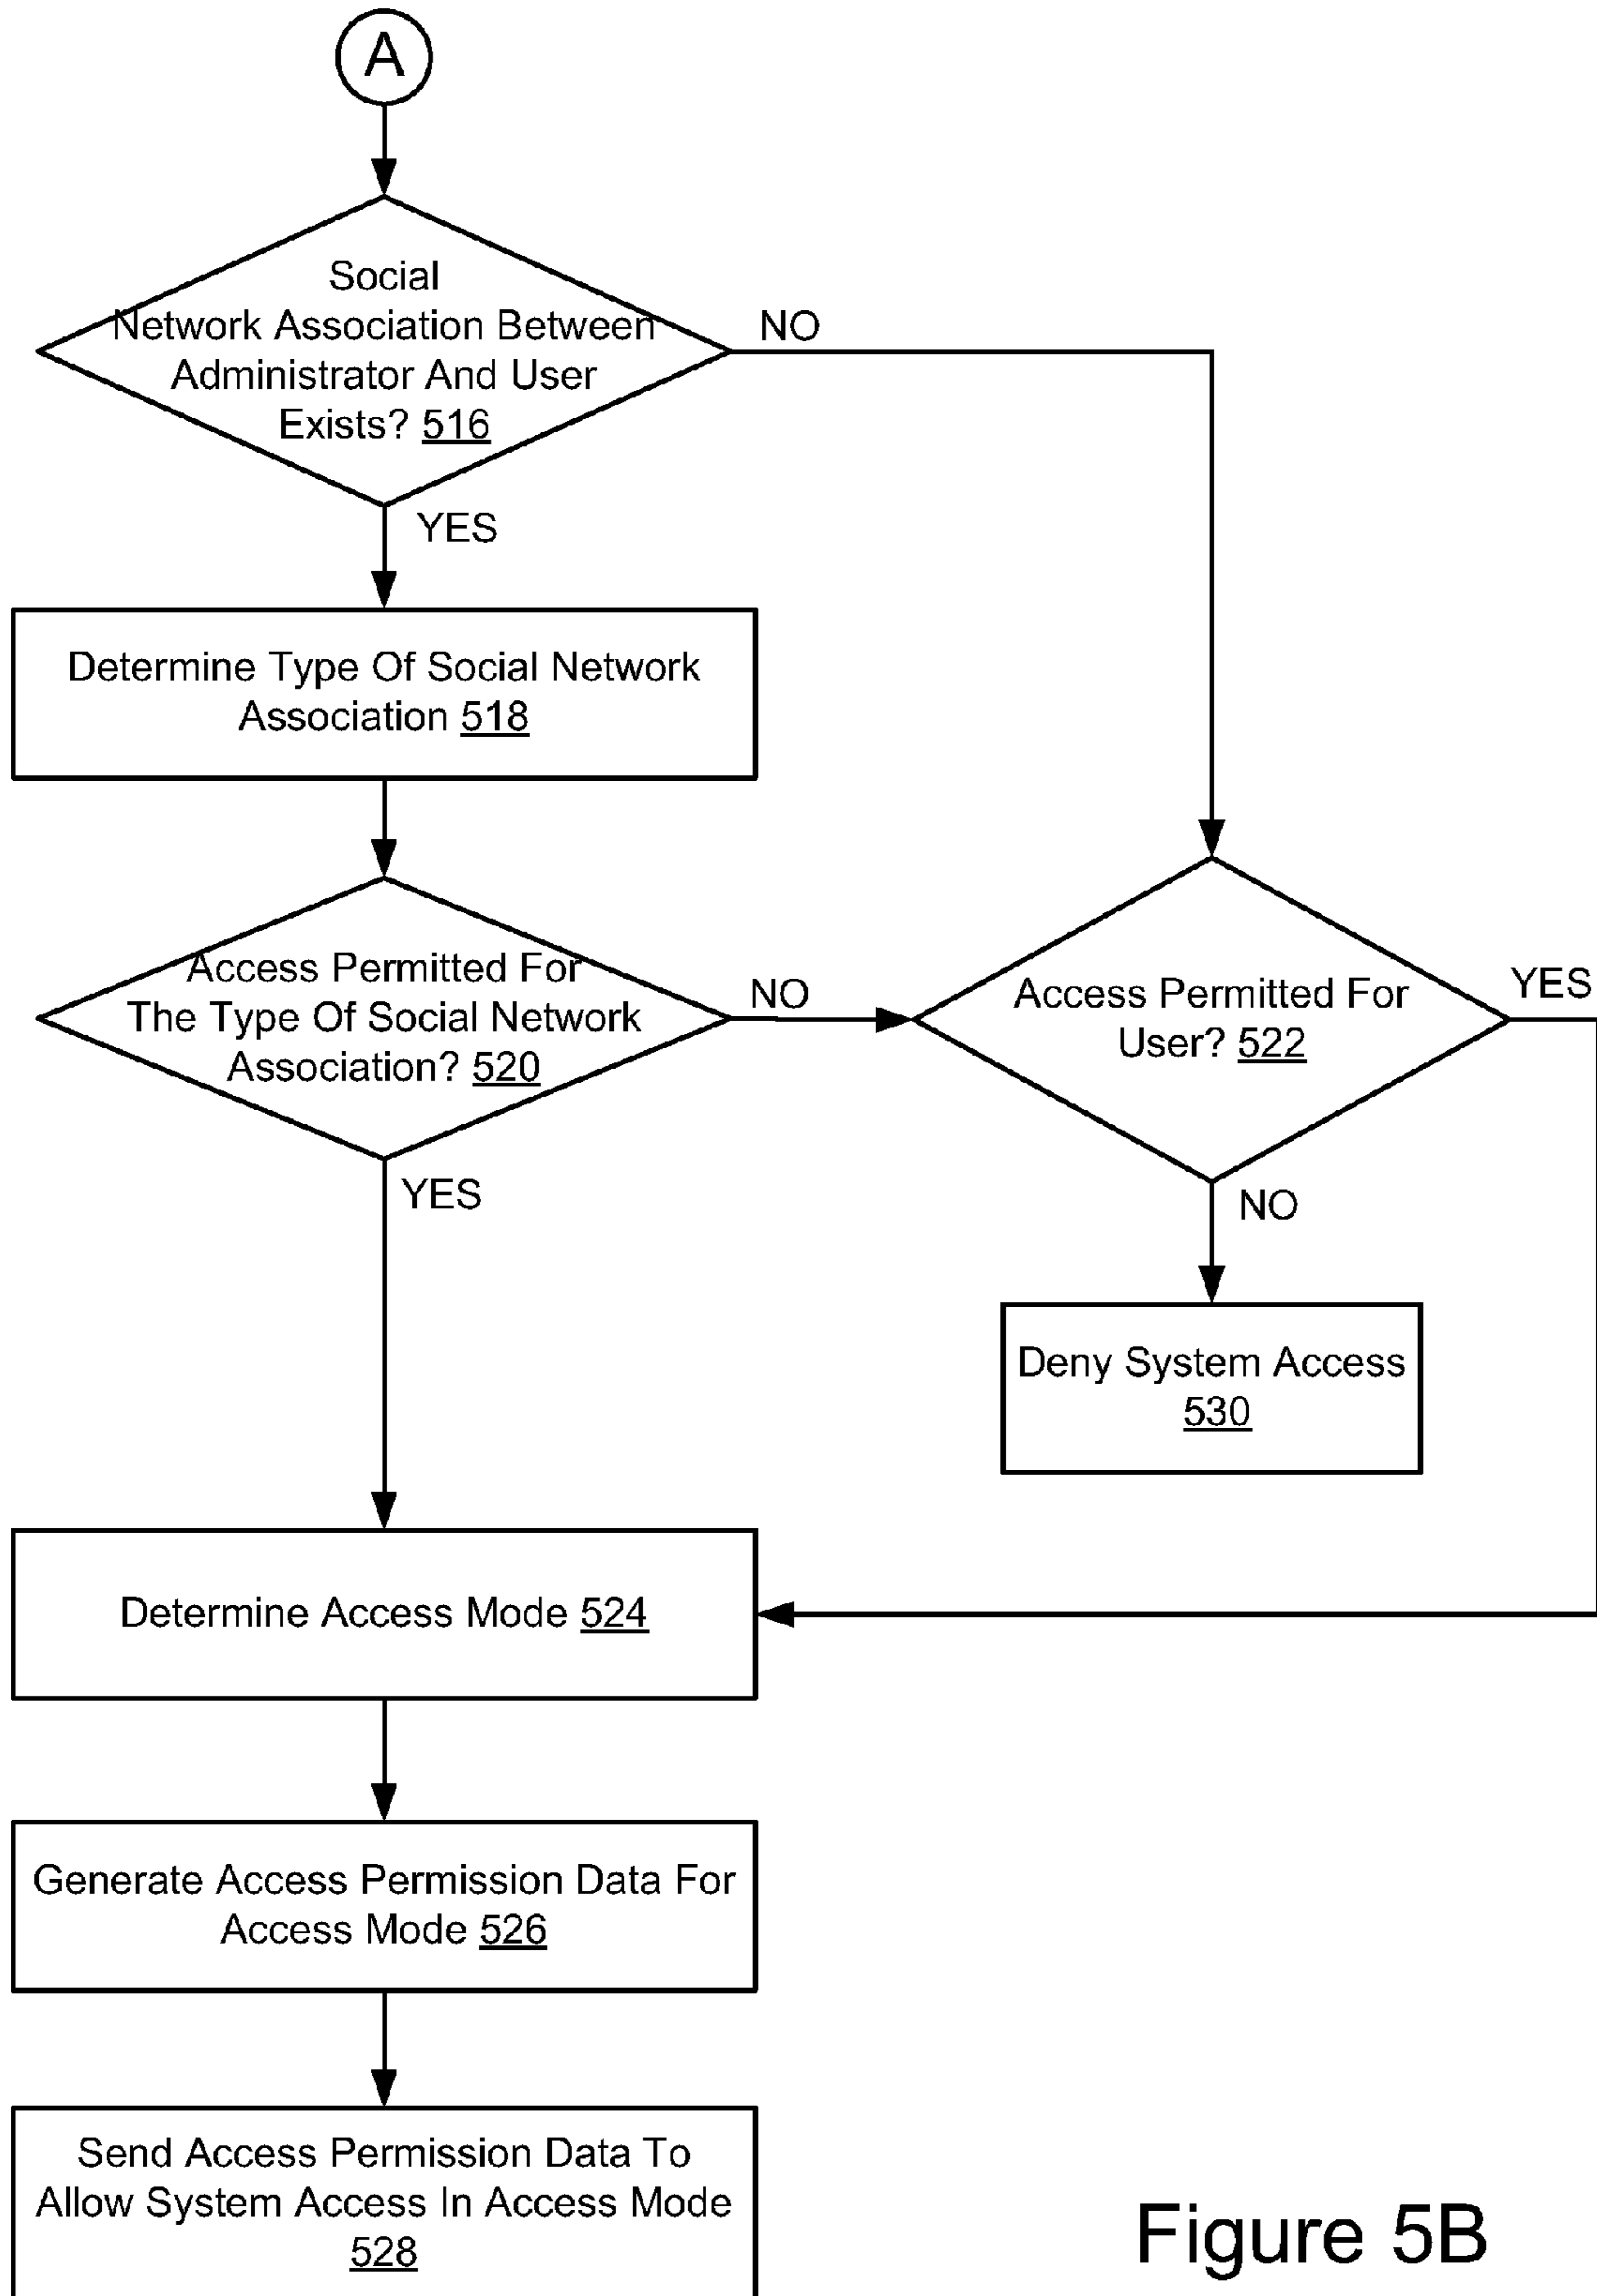 A
Social
Network Association Between
Administrator And User
Exists? 516
NO
YES
Determine Type Of Social Network
Association 518
Access Permitted For
The Type Of Social Network
Association? 520
NO
YES
Access Permitted For
User? 522
YES
NO
Deny System Access
530
Determine Access Mode 524
Generate Access Permission Data For
Access Mode 526
Send Access Permission Data To
Allow System Access In Access Mode
528
Figure 5B